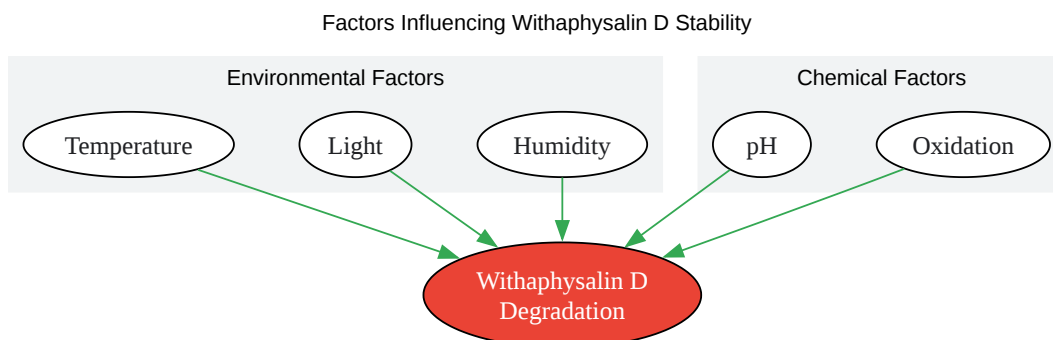 Factors Influencing Withaphysalin D Stability
Environmental Factors
Chemical Factors
Temperature
Light
Humidity
pH
Oxidation
Withaphysalin D
Degradation